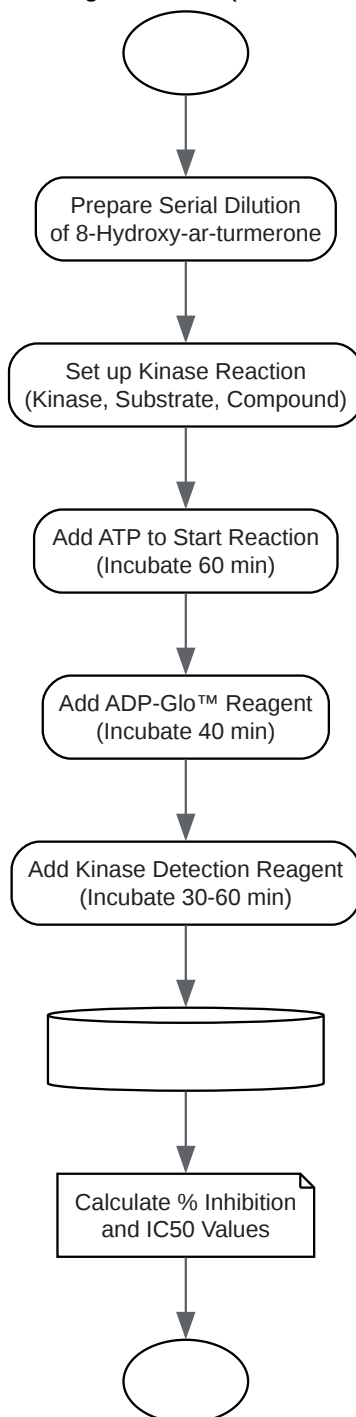 Prepare Serial Dilution
of 8-Hydroxy-ar-turmerone
Set up Kinase Reaction
(Kinase, Substrate, Compound)
Add ATP to Start Reaction
(Incubate 60 min)
Add ADP-Glo™ Reagent
(Incubate 40 min)
Add Kinase Detection Reagent
(Incubate 30-60 min)
Calculate % Inhibition
and IC50 Values